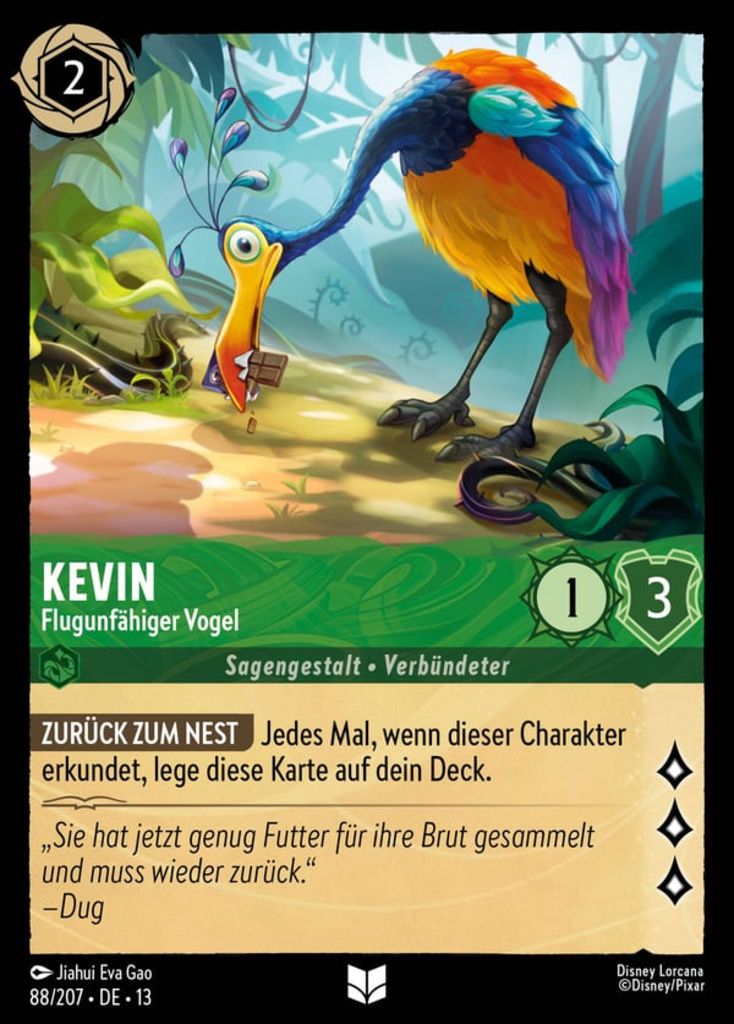 2
KEVIN
Flugunfähiger Vogel
1
3
Sagengestalt • Verbündeter
ZURÜCK ZUM NEST Jedes Mal, wenn dieser Charakter
erkundet, lege diese Karte auf dein Deck.
„Sie hat jetzt genug Futter für ihre Brut gesammelt
und muss wieder zurück.“
–Dug
Jiahui Eva Gao
88/207 • DE • 13
Disney Lorcana
©Disney/Pixar